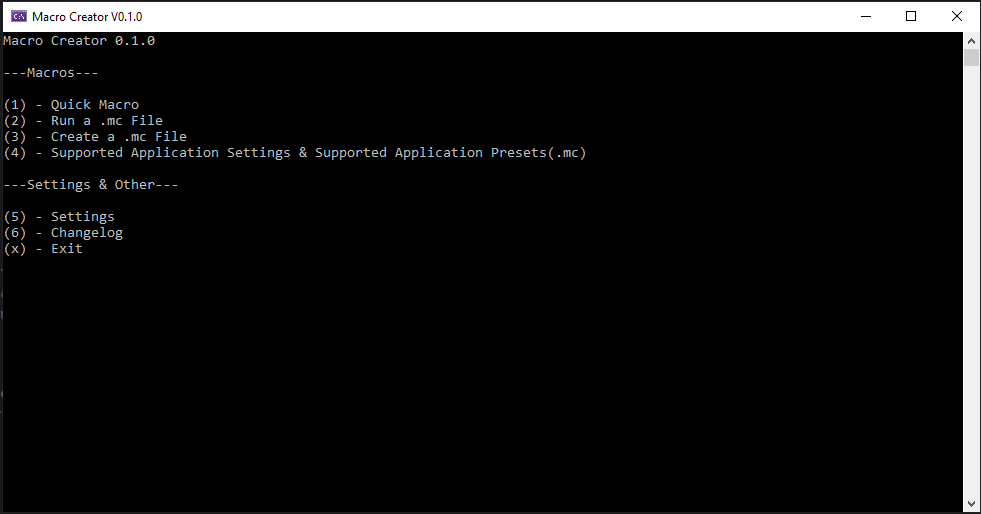 C:\ Macro Creator V0.1.0
Macro Creator 0.1.0
---Macros---
(1) - Quick Macro
(2) - Run a .mc File
(3) - Create a .mc File
(4) - Supported Application Settings & Supported Application Presets(.mc)
---Settings & Other---
(5) - Settings
(6) - Changelog
(x) - Exit